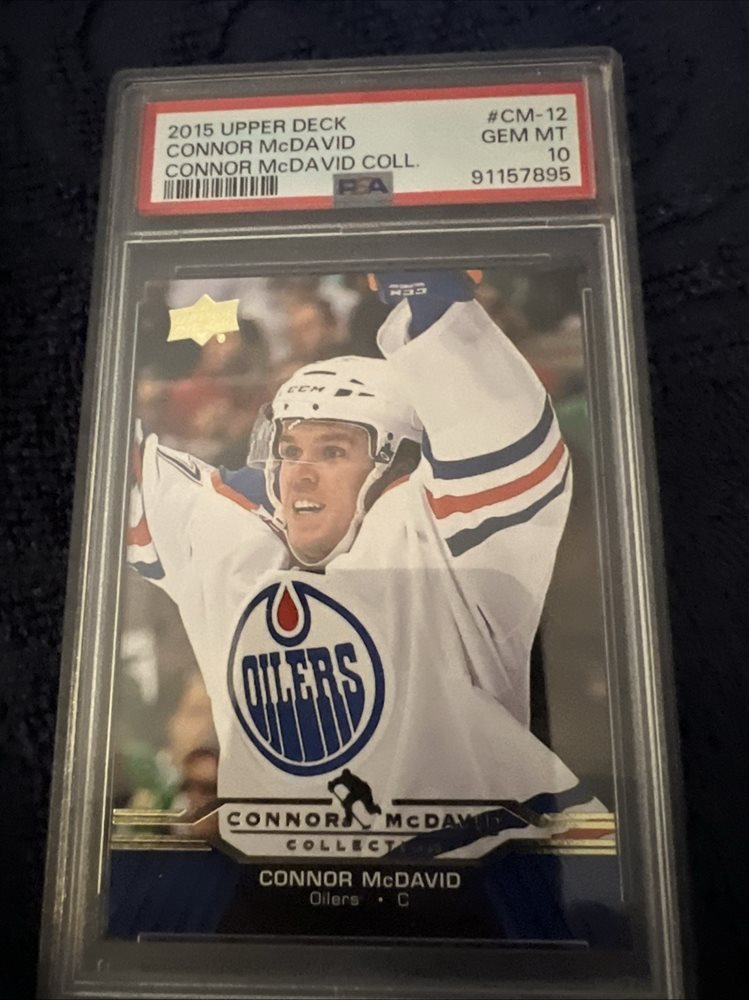 2015 UPPER DECK
#CM-12
CONNOR McDAVID
GEM MT
CONNOR McDAVID COLL.
10
PSA
91157895
CCM
CCM
OILERS
CONNOR McDAVID
CONNOR McDAVID
Oilers • C